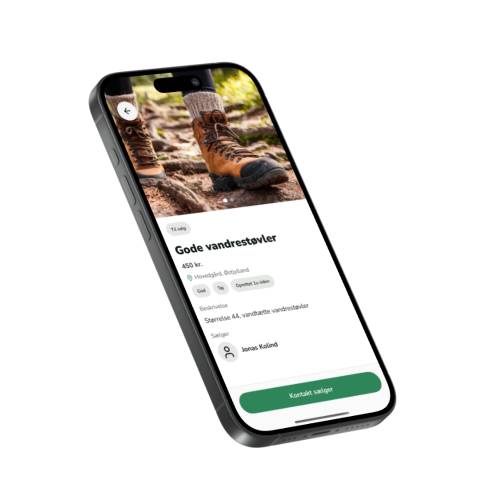 Til salg
Gode vandrestøvler
450 kr.
Hovedgård, Østjylland
God
Tøj
Oprettet 1u siden
Beskrivelse
Størrelse 44, vandtætte vandrestøvler
Sælger
Jonas Kolind
Kontakt sælger